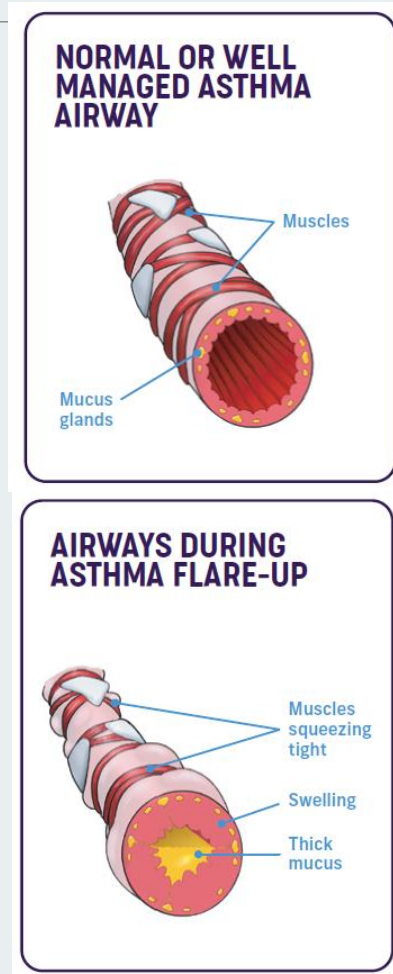 NORMAL OR WELL
MANAGED ASTHMA
AIRWAY
Muscles
Mucus
glands
AIRWAYS DURING
ASTHMA FLARE-UP
Muscles
squeezing
tight
Swelling
Thick
mucus